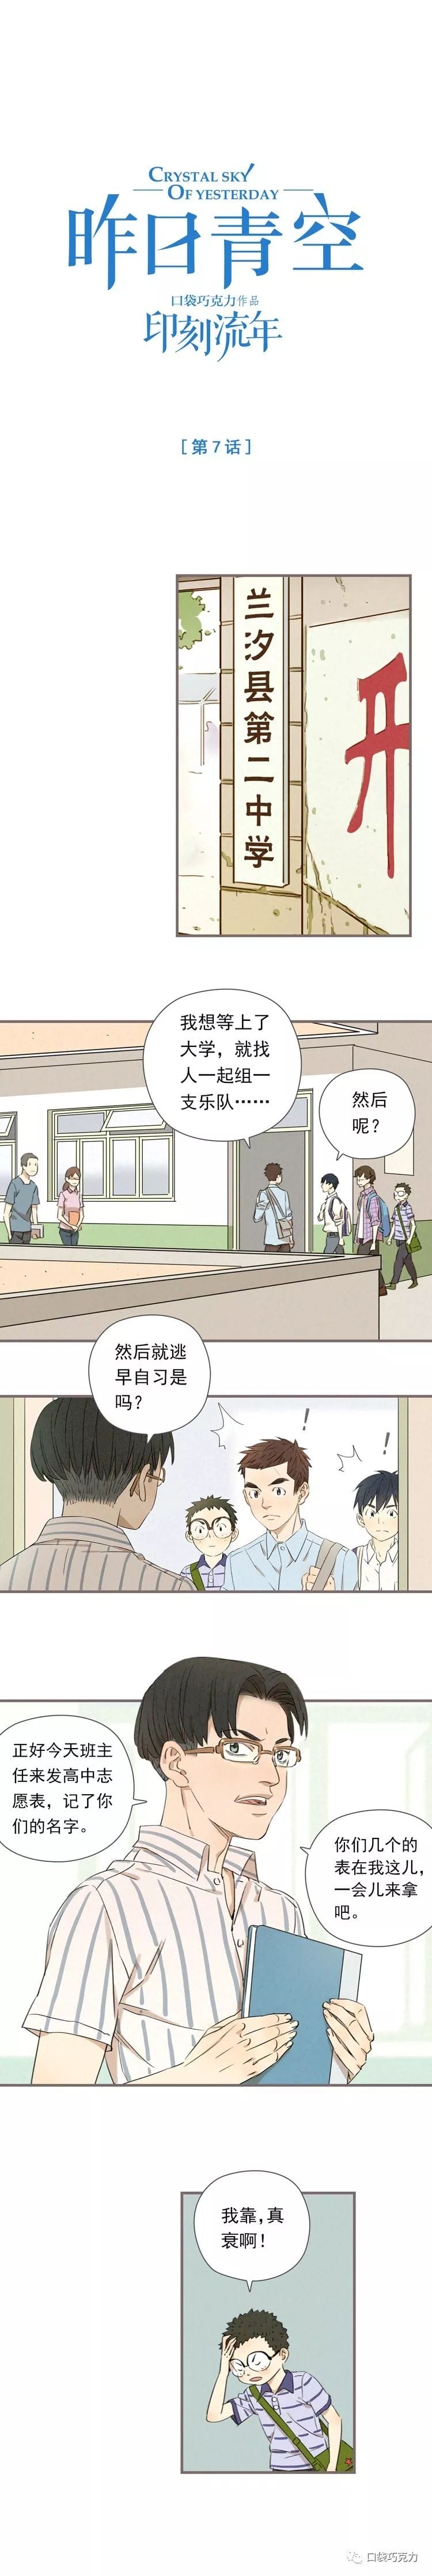 CRYSTAL SKY
OF YESTERDAY
昨日青空
口袋巧克力作品
印刻流年
[第7话]
兰汐县第二中学
开
我想等上了
大学，就找
人一起组一
支乐队……
然后
呢？
然后就逃
早自习是
吗？
!
!
正好今天班主
任来发高中志
愿表，记了你
们的名字。
你们几个的
表在我这儿，
一会儿来拿
吧。
我靠，真
衰啊！
口袋巧克力